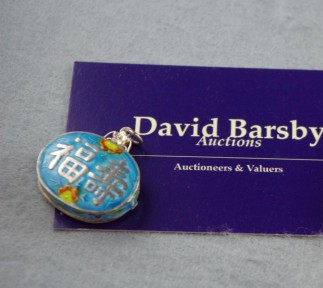 福壽
David Barsby
Auctions
Auctioneers & Valuers